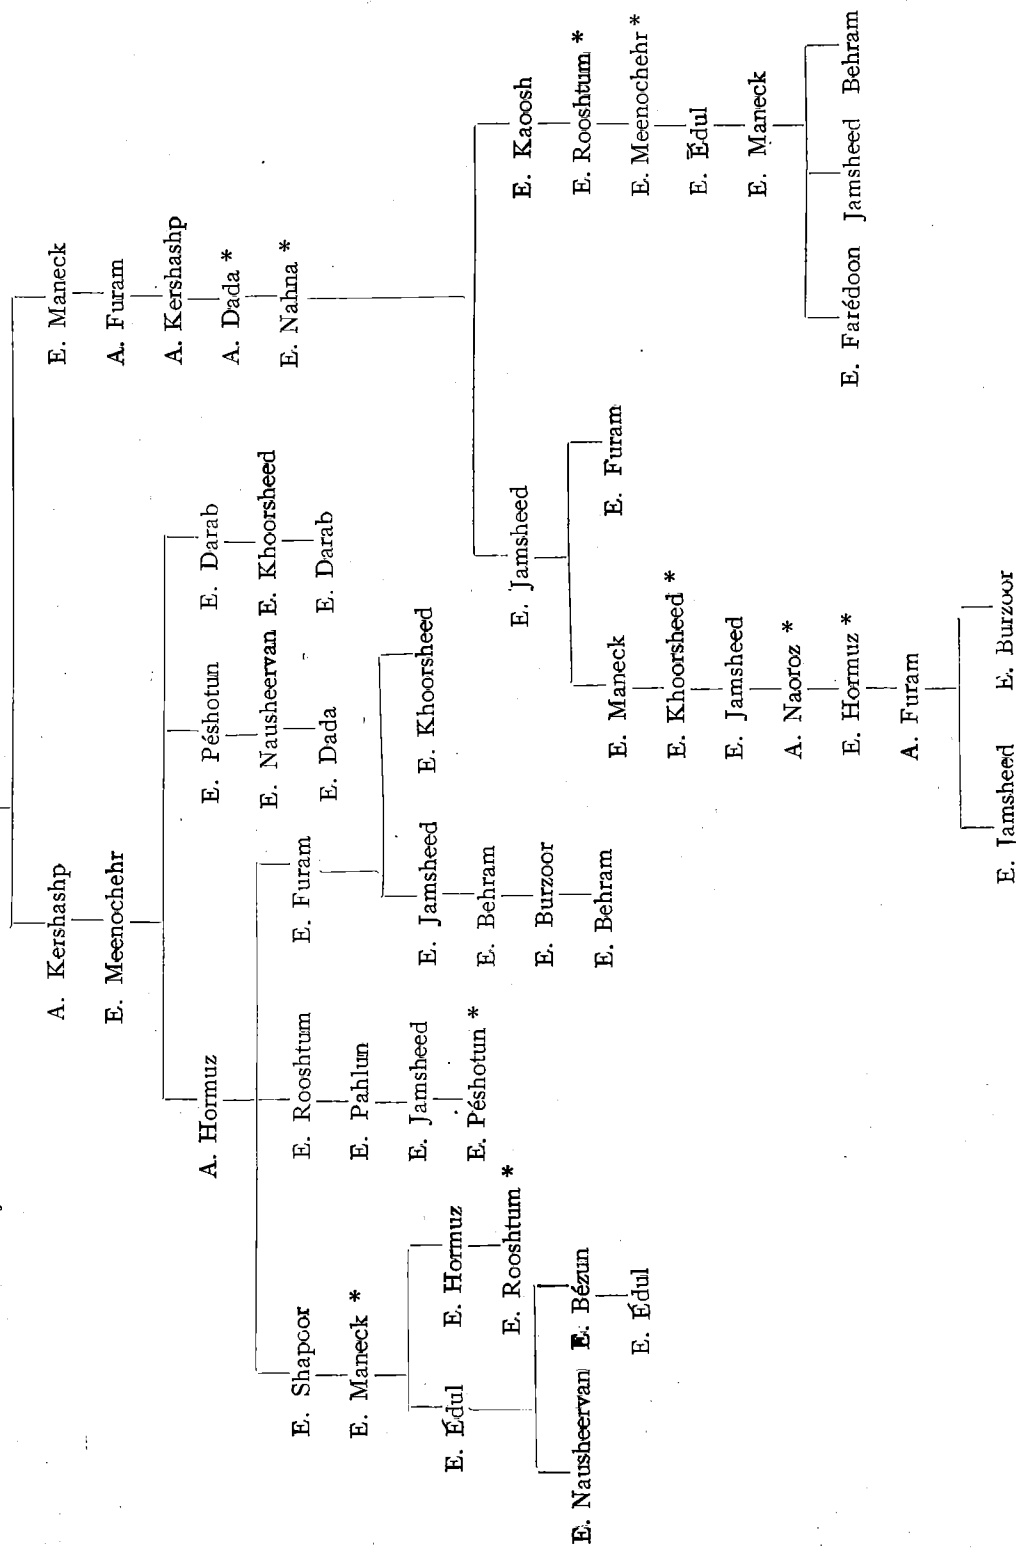 A. Kershashp E. Maneck
E. Meenochehr A. Furam
A. Kershashp
A. Hormuz E. Péshotun E. Darab A. Dada *
E. Nausheervan E. Khoorsheed E. Nahna *
E. Shapoor E. Rooshtum E. Furam E. Dada E. Darab
E. Maneck * E. Pahlun
E. Édul E. Hormuz E. Jamsheed E. Jamsheed E. Khoorsheed
E. Rooshtum * E. Péshotun * E. Behram E. Jamsheed E. Kaoosh
E. Nausheervan E. Bézun E. Burzoor E. Rooshtum *
E. Édul E. Behram E. Maneck E. Furam E. Meenochehr *
E. Khoorsheed * E. Édul
E. Jamsheed E. Maneck
A. Naoroz *
E. Hormuz * E. Farédoon Jamsheed Behram
A. Furam
E. Jamsheed E. Burzoor